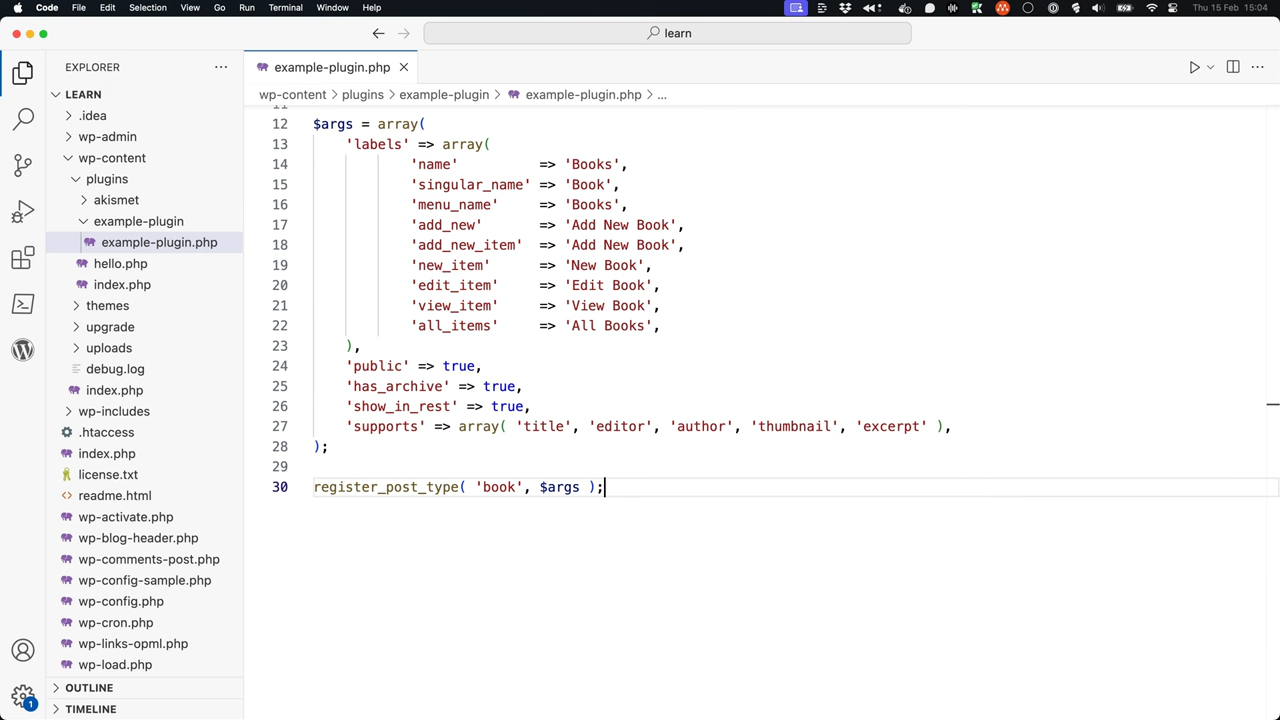 Code File Edit Selection View Go Run Terminal Window Help Thu 15 Feb 15:04
learn
EXPLORER ...
example-plugin.php
LEARN
wp-content > plugins > example-plugin > example-plugin.php > ...
.idea
wp-admin
wp-content
plugins
akismet
example-plugin
example-plugin.php
hello.php
index.php
themes
upgrade
uploads
debug.log
index.php
wp-includes
.htaccess
index.php
license.txt
readme.html
wp-activate.php
wp-blog-header.php
wp-comments-post.php
wp-config-sample.php
wp-config.php
wp-cron.php
wp-links-opml.php
wp-load.php
OUTLINE
TIMELINE
1
11
12 $args = array(
13 'labels' => array(
14 'name' => 'Books',
15 'singular_name' => 'Book',
16 'menu_name' => 'Books',
17 'add_new' => 'Add New Book',
18 'add_new_item' => 'Add New Book',
19 'new_item' => 'New Book',
20 'edit_item' => 'Edit Book',
21 'view_item' => 'View Book',
22 'all_items' => 'All Books',
23 ),
24 'public' => true,
25 'has_archive' => true,
26 'show_in_rest' => true,
27 'supports' => array( 'title', 'editor', 'author', 'thumbnail', 'excerpt' ),
28 );
29
30 register_post_type( 'book', $args );